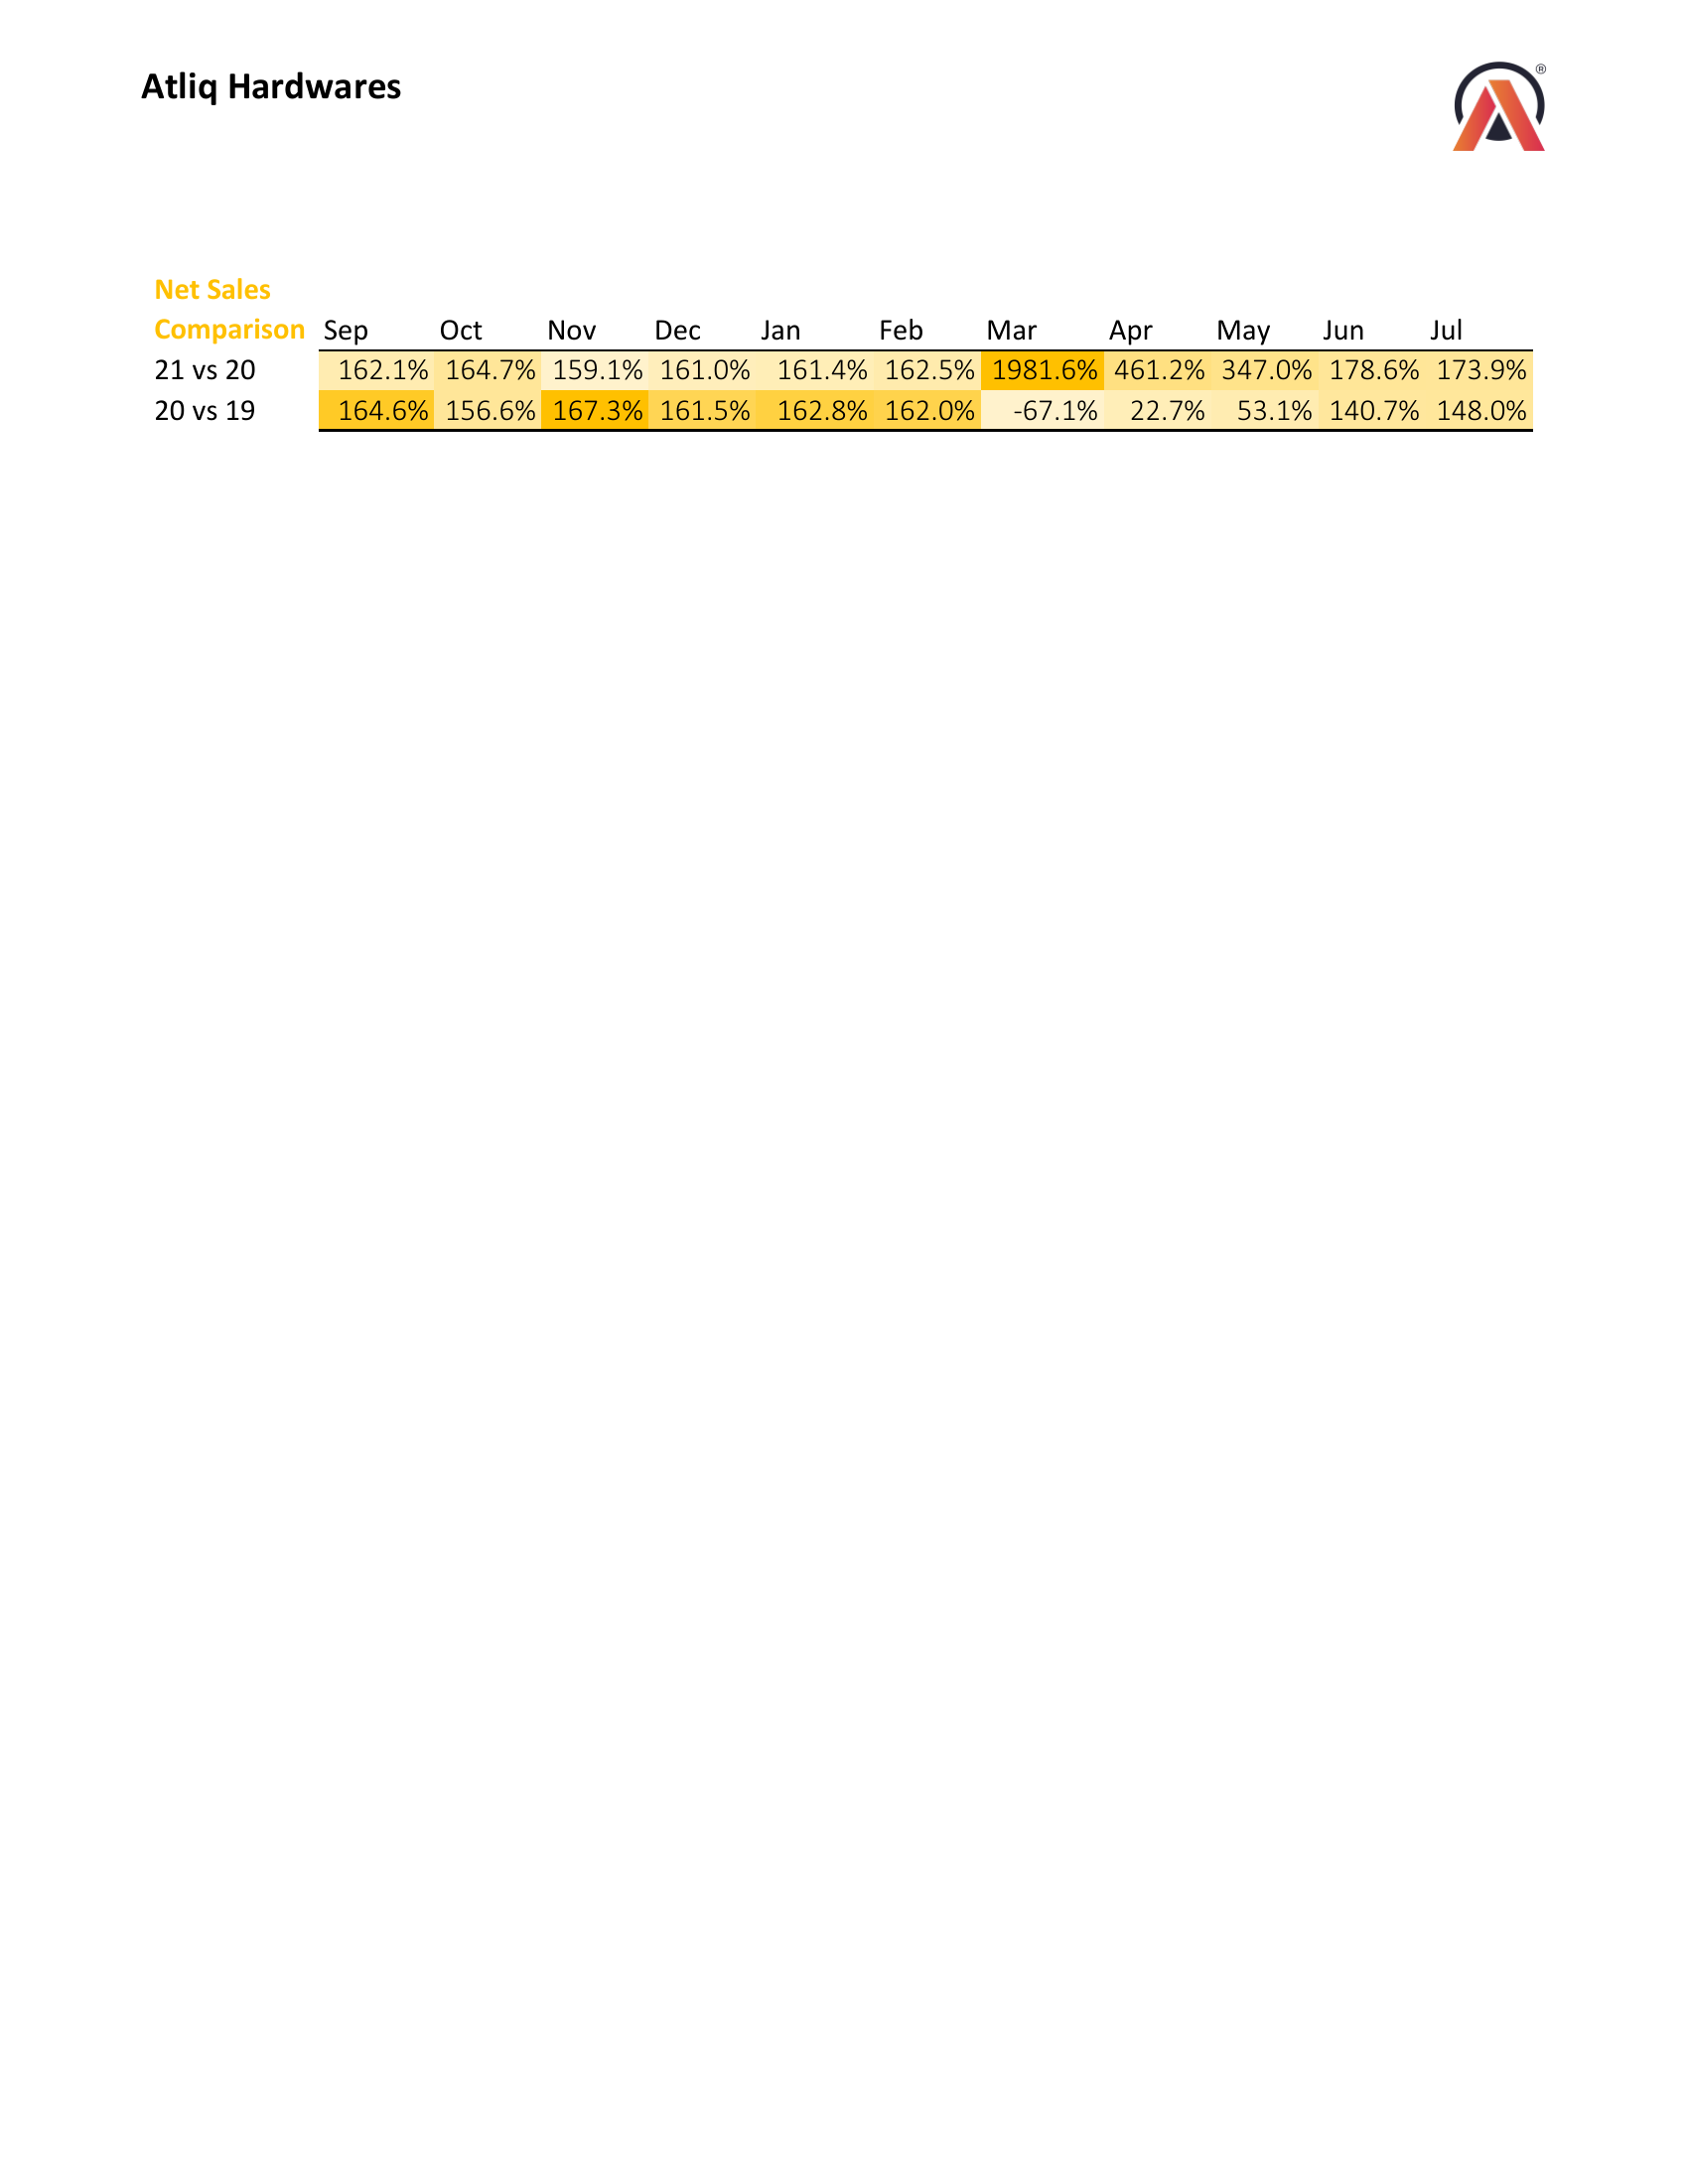 Atliq Hardwares
®
Net Sales
Comparison Sep Oct Nov Dec Jan Feb Mar Apr May Jun Jul
21 vs 20 162.1% 164.7% 159.1% 161.0% 161.4% 162.5% 1981.6% 461.2% 347.0% 178.6% 173.9%
20 vs 19 164.6% 156.6% 167.3% 161.5% 162.8% 162.0% -67.1% 22.7% 53.1% 140.7% 148.0%